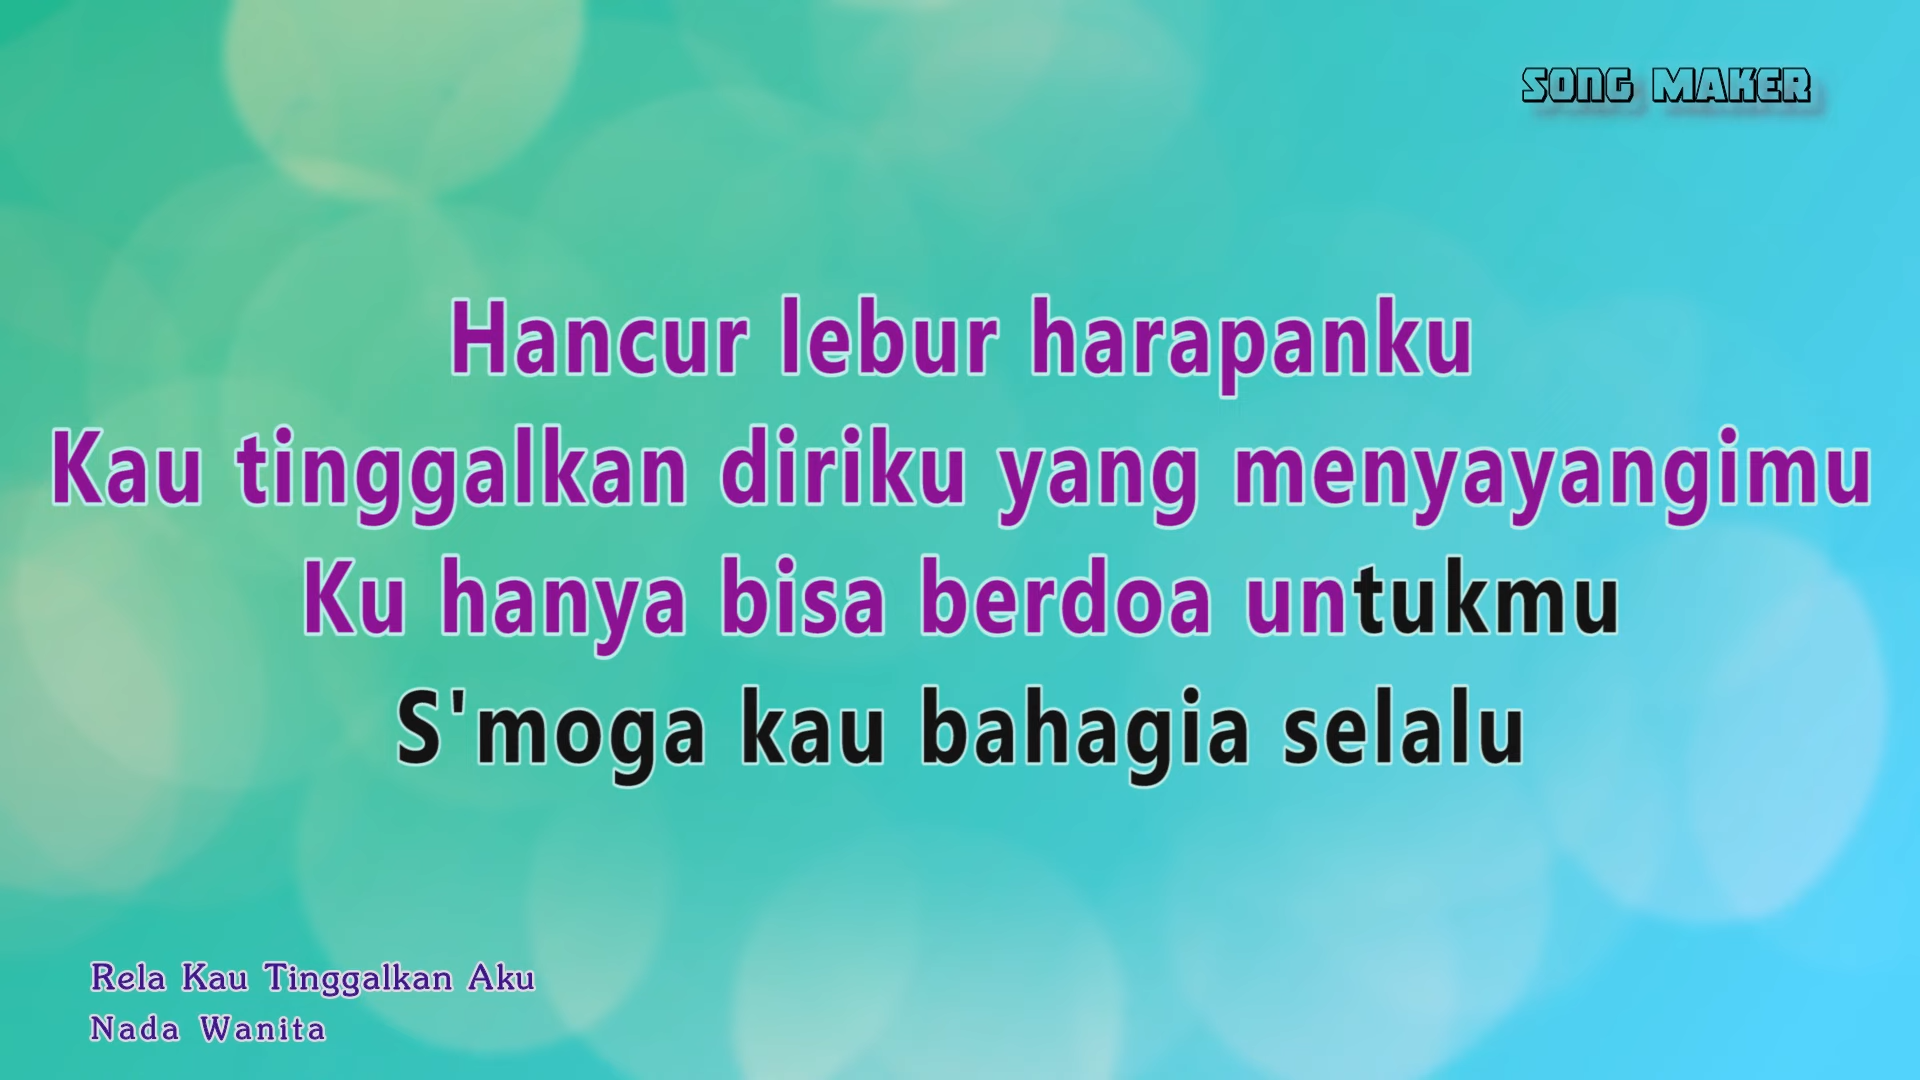 SONG MAKER
Hancur lebur harapanku
Kau tinggalkan diriku yang menyayangimu
Ku hanya bisa berdoa untukmu
S'moga kau bahagia selalu
Rela Kau Tinggalkan Aku
Nada Wanita